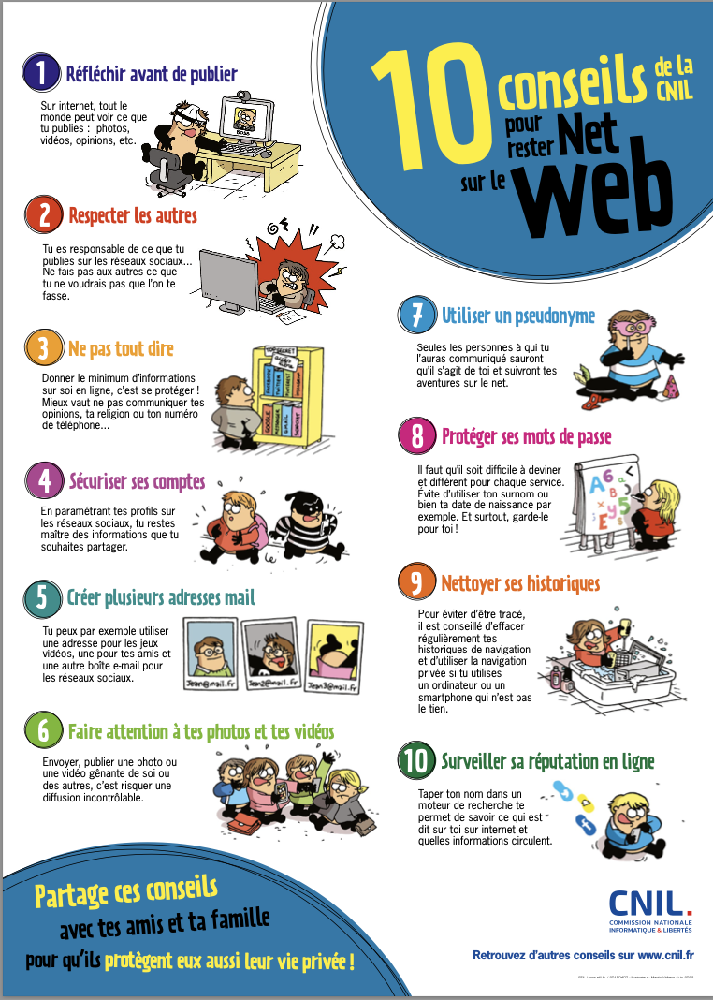 10 conseils de la CNIL
pour rester Net
sur le web
1 Réfléchir avant de publier
Sur internet, tout le
monde peut voir ce que
tu publies : photos,
vidéos, opinions, etc.
2 Respecter les autres
Tu es responsable de ce que tu
publies sur les réseaux sociaux...
Ne fais pas aux autres ce que
tu ne voudrais pas que l'on te
fasse.
3 Ne pas tout dire
Donner le minimum d'informations
sur soi en ligne, c'est se protéger !
Mieux vaut ne pas communiquer tes
opinions, ta religion ou ton numéro
de téléphone...
TOP SECRET
FACEBOOK
TWITTER
GOOGLE
GMAIL
4 Sécuriser ses comptes
En paramétrant tes profils sur
les réseaux sociaux, tu restes
maître des informations que tu
souhaites partager.
5 Créer plusieurs adresses mail
Tu peux par exemple utiliser
une adresse pour les jeux
vidéos, une pour tes amis et
une autre boîte e-mail pour
les réseaux sociaux.
Jean@mail.fr
Jean2@mail.fr
Jean3@mail.fr
6 Faire attention à tes photos et tes vidéos
Envoyer, publier une photo ou
une vidéo gênante de soi ou
des autres, c'est risquer une
diffusion incontrôlable.
7 Utiliser un pseudonyme
Seules les personnes à qui tu
l'auras communiqué sauront
qu'il s'agit de toi et suivront tes
aventures sur le net.
8 Protéger ses mots de passe
Il faut qu'il soit difficile à deviner
et différent pour chaque service.
Évite d'utiliser ton surnom ou
bien ta date de naissance par
exemple. Et surtout, garde-le
pour toi !
9 Nettoyer ses historiques
Pour éviter d'être tracé,
il est conseillé d'effacer
régulièrement tes
historiques de navigation
et d'utiliser la navigation
privée si tu utilises
un ordinateur ou un
smartphone qui n'est pas
le tien.
10 Surveiller sa réputation en ligne
Taper ton nom dans un
moteur de recherche te
permet de savoir ce qui est
dit sur toi sur internet et
quelles informations circulent.
Partage ces conseils
avec tes amis et ta famille
pour qu'ils protègent eux aussi leur vie privée !
CNIL.
COMMISSION NATIONALE
INFORMATIQUE & LIBERTÉS
Retrouvez d'autres conseils sur www.cnil.fr